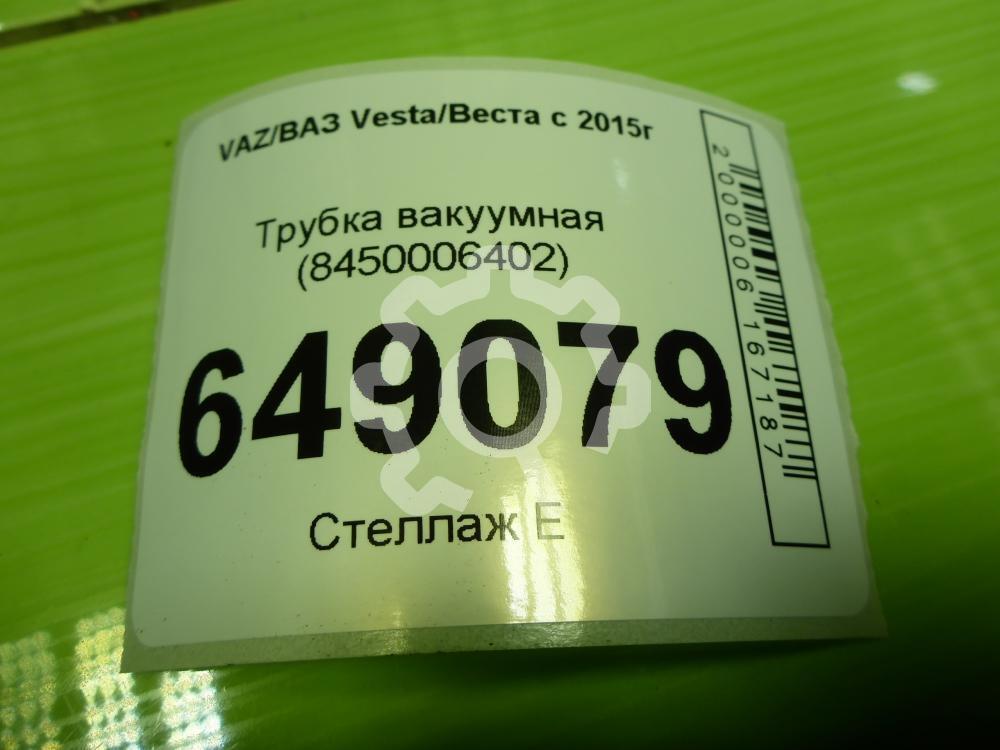 VAZ/ВАЗ Vesta/Веста с 2015г
Трубка вакуумная
(8450006402)
649079
Стеллаж Е
2000006167187